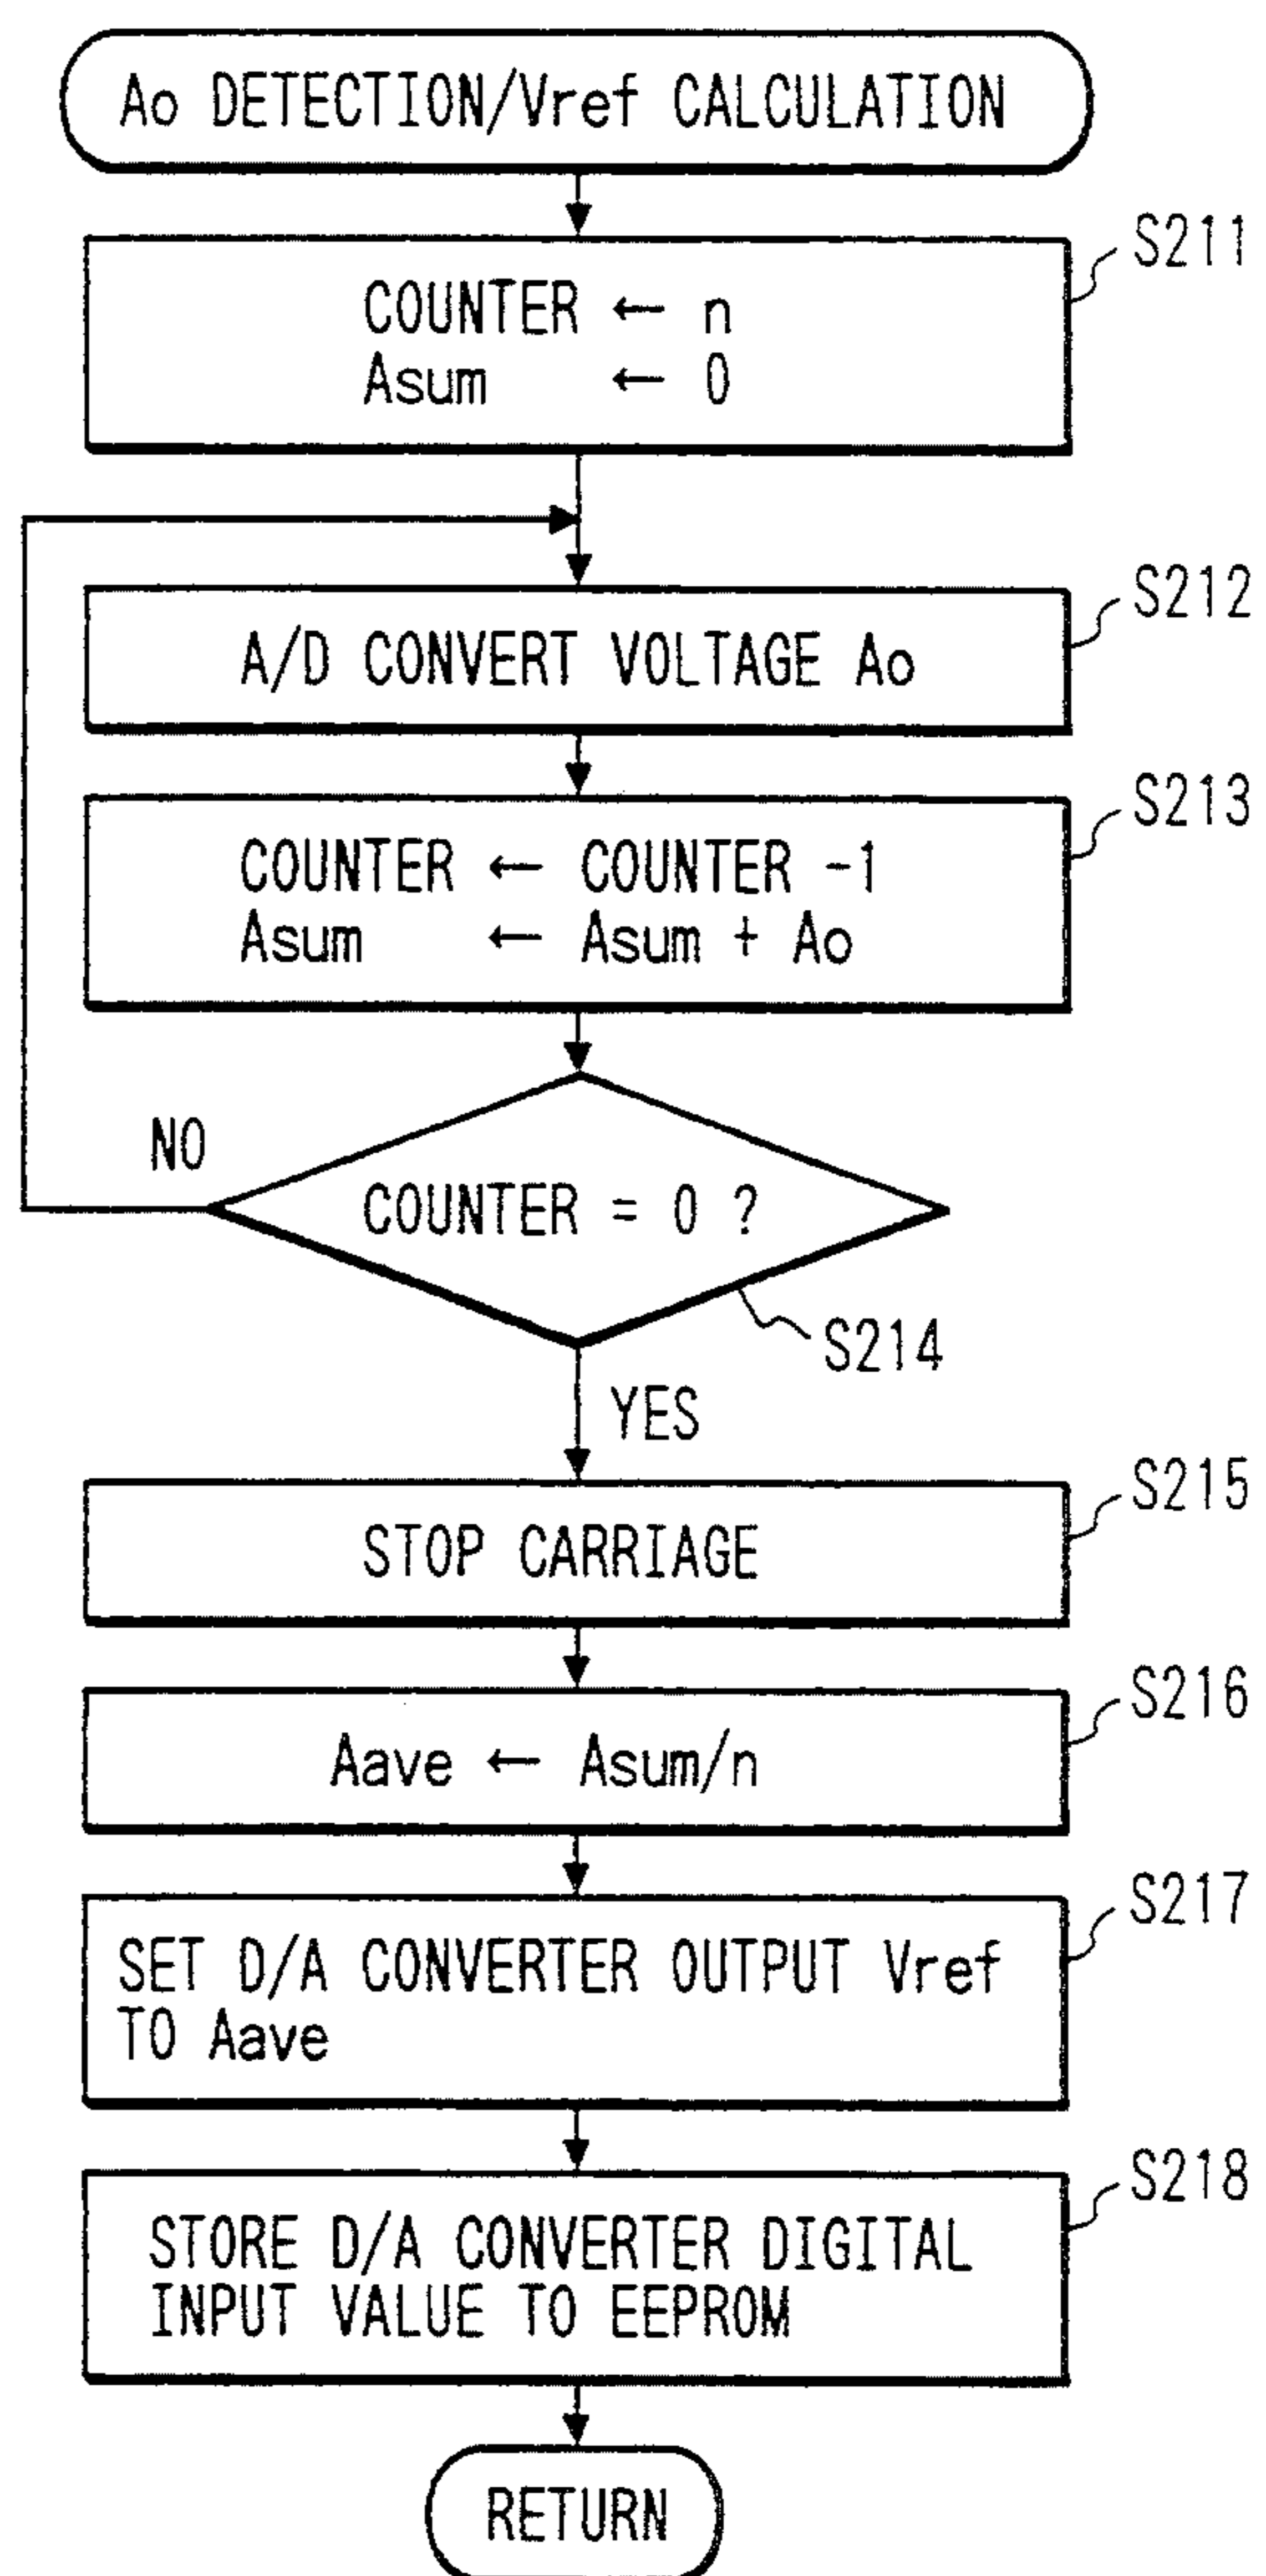 Ao DETECTION/Vref CALCULATION
S211
COUNTER ← n
Asum ← 0
S212
A/D CONVERT VOLTAGE Ao
S213
COUNTER ← COUNTER -1
Asum ← Asum + Ao
NO
COUNTER = 0 ?
S214
YES
S215
STOP CARRIAGE
S216
Aave ← Asum/n
S217
SET D/A CONVERTER OUTPUT Vref
TO Aave
S218
STORE D/A CONVERTER DIGITAL
INPUT VALUE TO EEPROM
RETURN